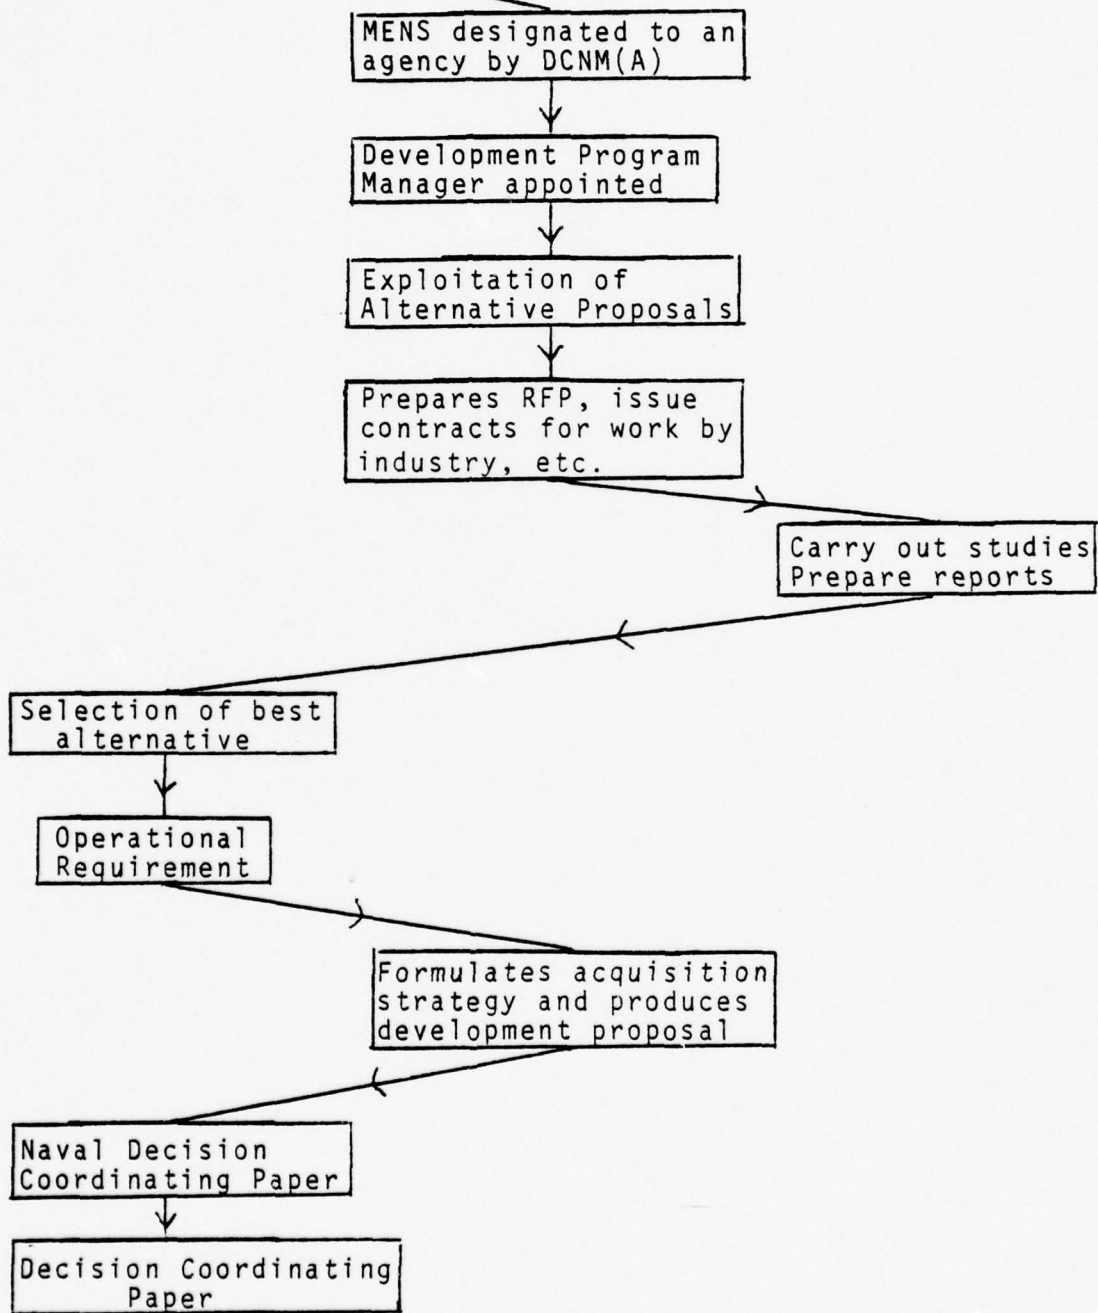 MENS designated to an
agency by DCNM(A)
Development Program
Manager appointed
Exploitation of
Alternative Proposals
Prepares RFP, issue
contracts for work by
industry, etc.
Carry out studies
Prepare reports
Selection of best
alternative
Operational
Requirement
Formulates acquisition
strategy and produces
development proposal
Naval Decision
Coordinating Paper
Decision Coordinating
Paper